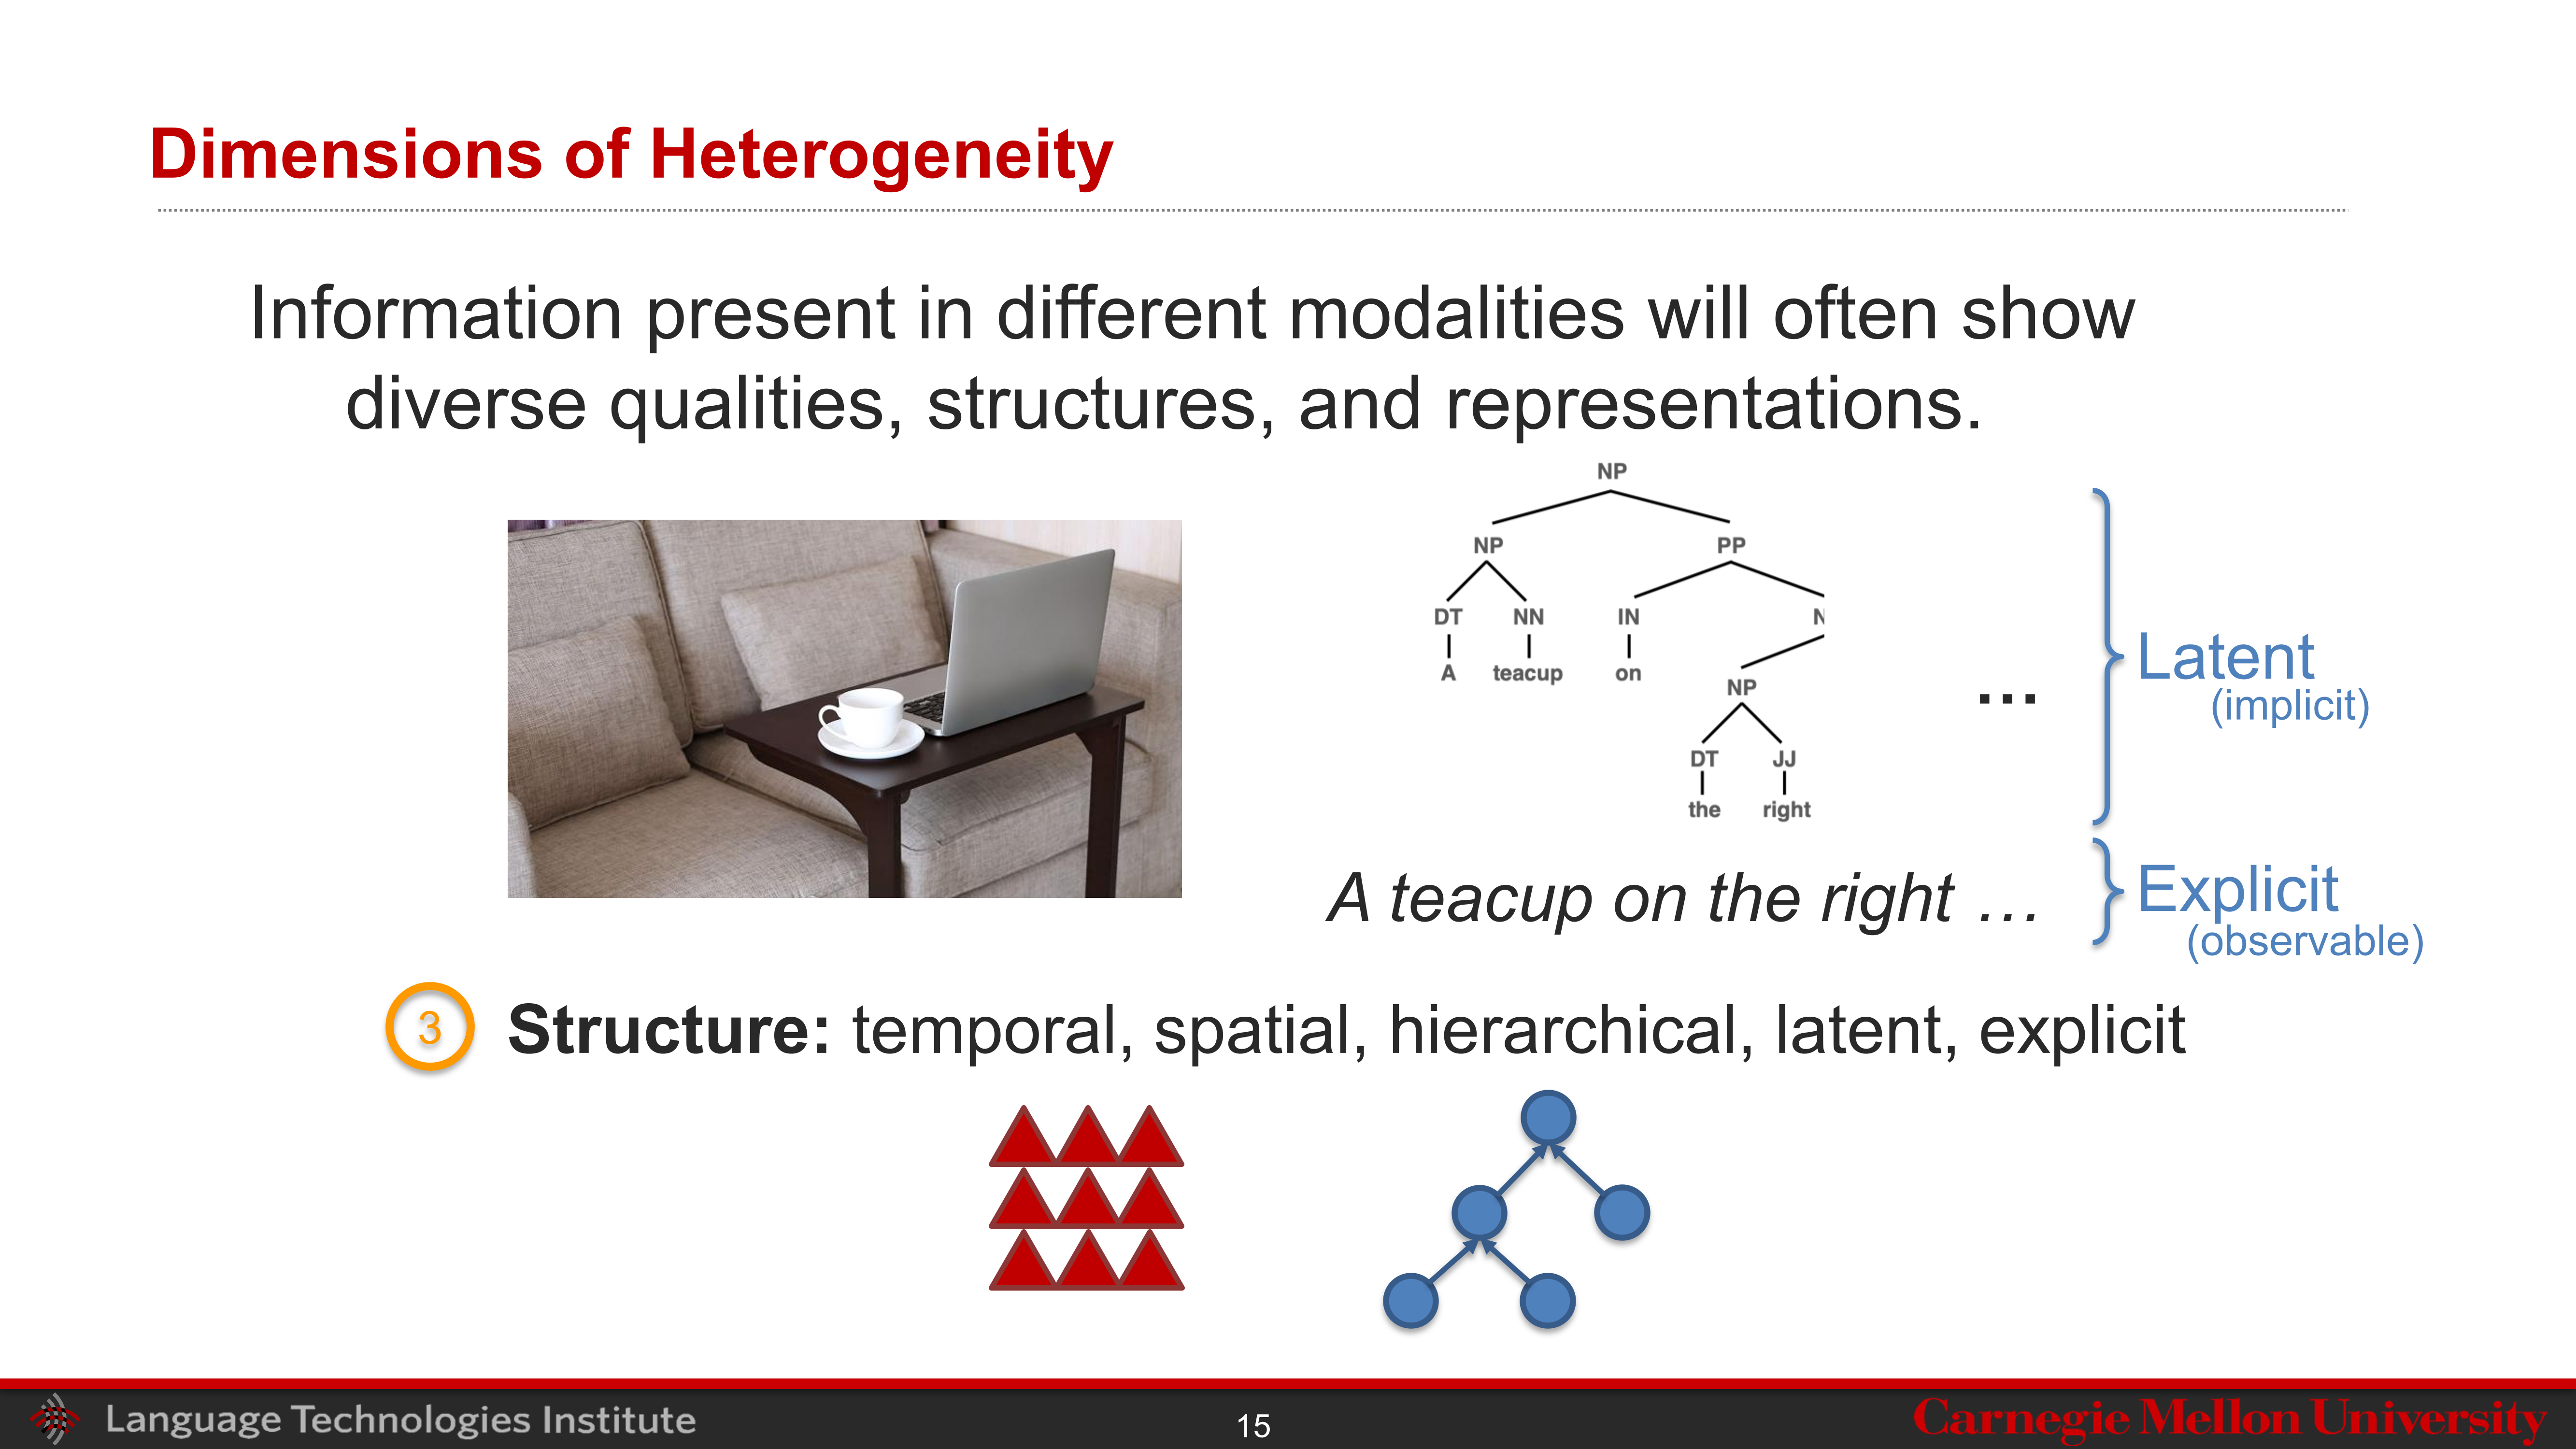 Dimensions of Heterogeneity
Information present in different modalities will often show
diverse qualities, structures, and representations.
NP
NP PP
DT NN IN N
A teacup on
NP
...
DT JJ
the right
Latent
(implicit)
A teacup on the right …
Explicit
(observable)
3 Structure: temporal, spatial, hierarchical, latent, explicit
Language Technologies Institute
15
Carnegie Mellon University